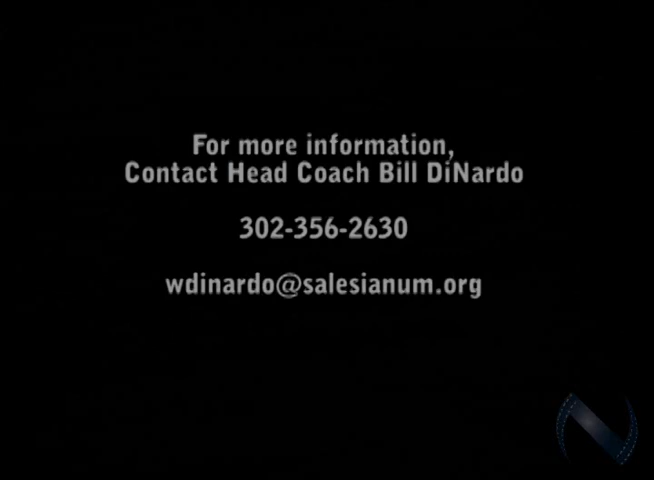 For more information,
Contact Head Coach Bill DiNardo
302-356-2630
wdinardo@salesianum.org